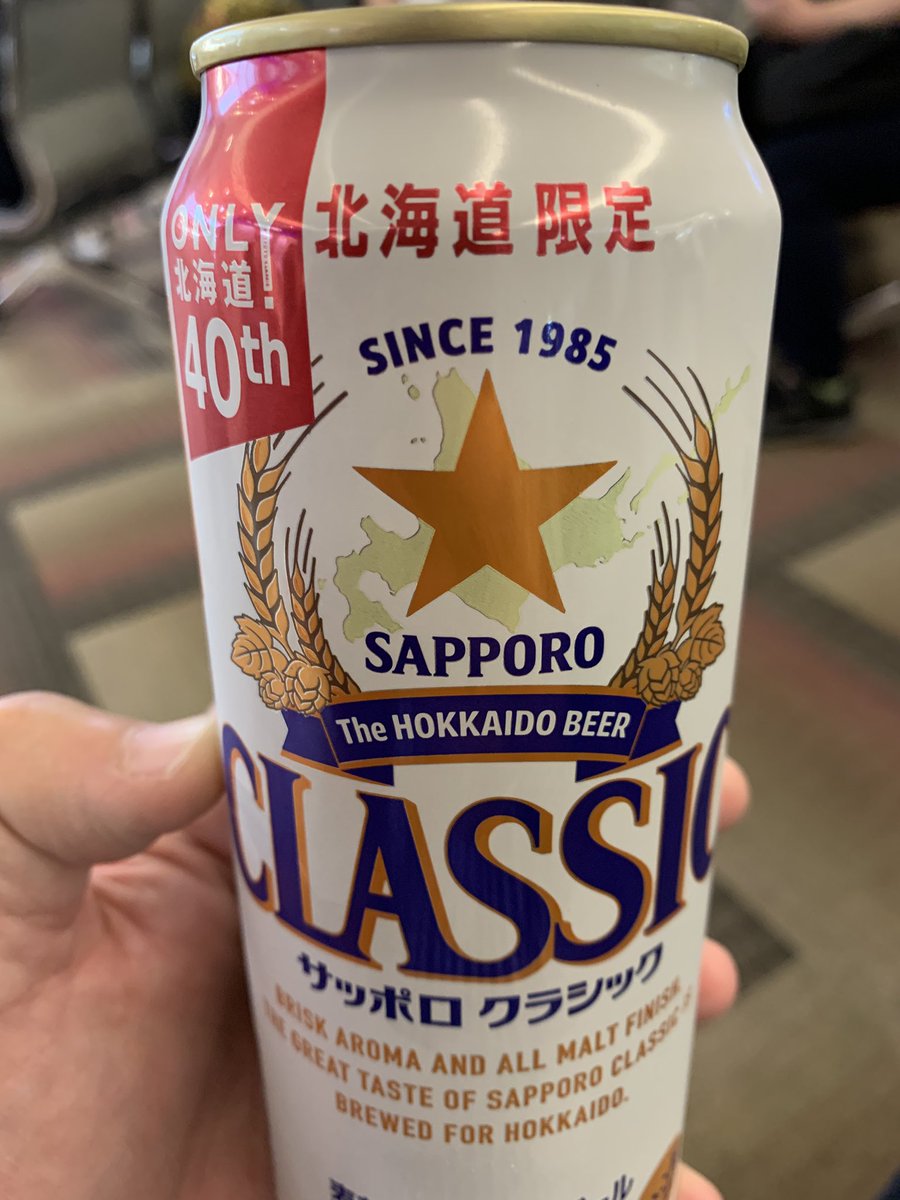 ONLY
北海道!
40th
北海道 限定
SINCE 1985
SAPPORO
The HOKKAIDO BEER
CLASSIC
サッポロ クラシック
BRISK AROMA AND ALL MALT FINISH.
THE GREAT TASTE OF SAPPORO CLASSIC
BREWED FOR HOKKAIDO.